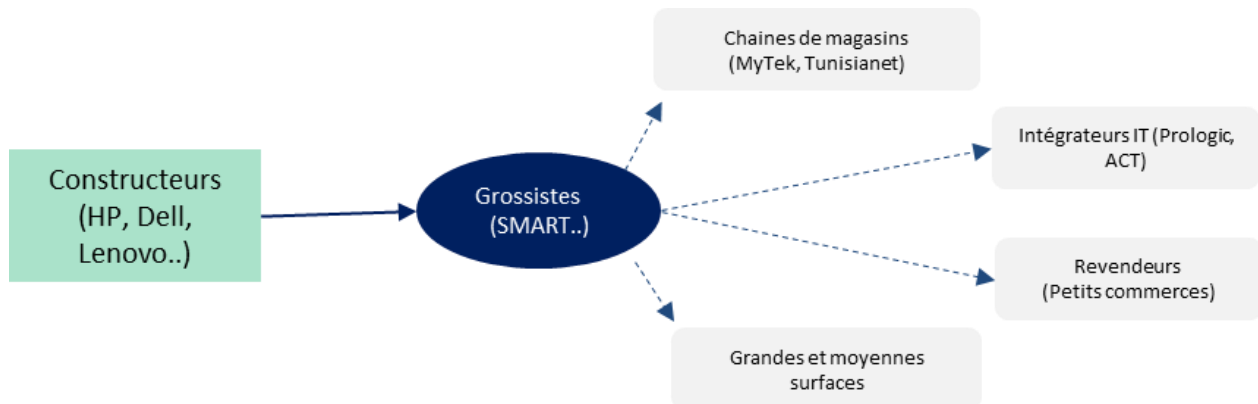 Chaines de magasins
(MyTek, Tunisianet)
Intégrateurs IT (Prologic,
ACT)
Constructeurs
(HP, Dell,
Lenovo..)
Grossistes
(SMART..)
Revendeurs
(Petits commerces)
Grandes et moyennes
surfaces